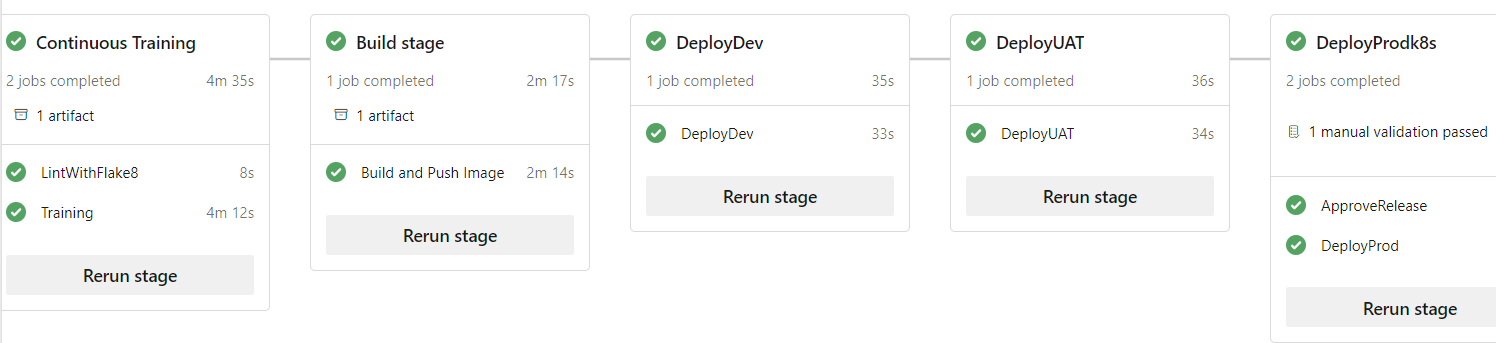 Continuous Training
2 jobs completed 4m 35s
1 artifact
LintWithFlake8 8s
Training 4m 12s
Rerun stage
Build stage
1 job completed 2m 17s
1 artifact
Build and Push Image 2m 14s
Rerun stage
DeployDev
1 job completed 35s
DeployDev 33s
Rerun stage
DeployUAT
1 job completed 36s
DeployUAT 34s
Rerun stage
DeployProdk8s
2 jobs completed
1 manual validation passed
ApproveRelease
DeployProd
Rerun stage